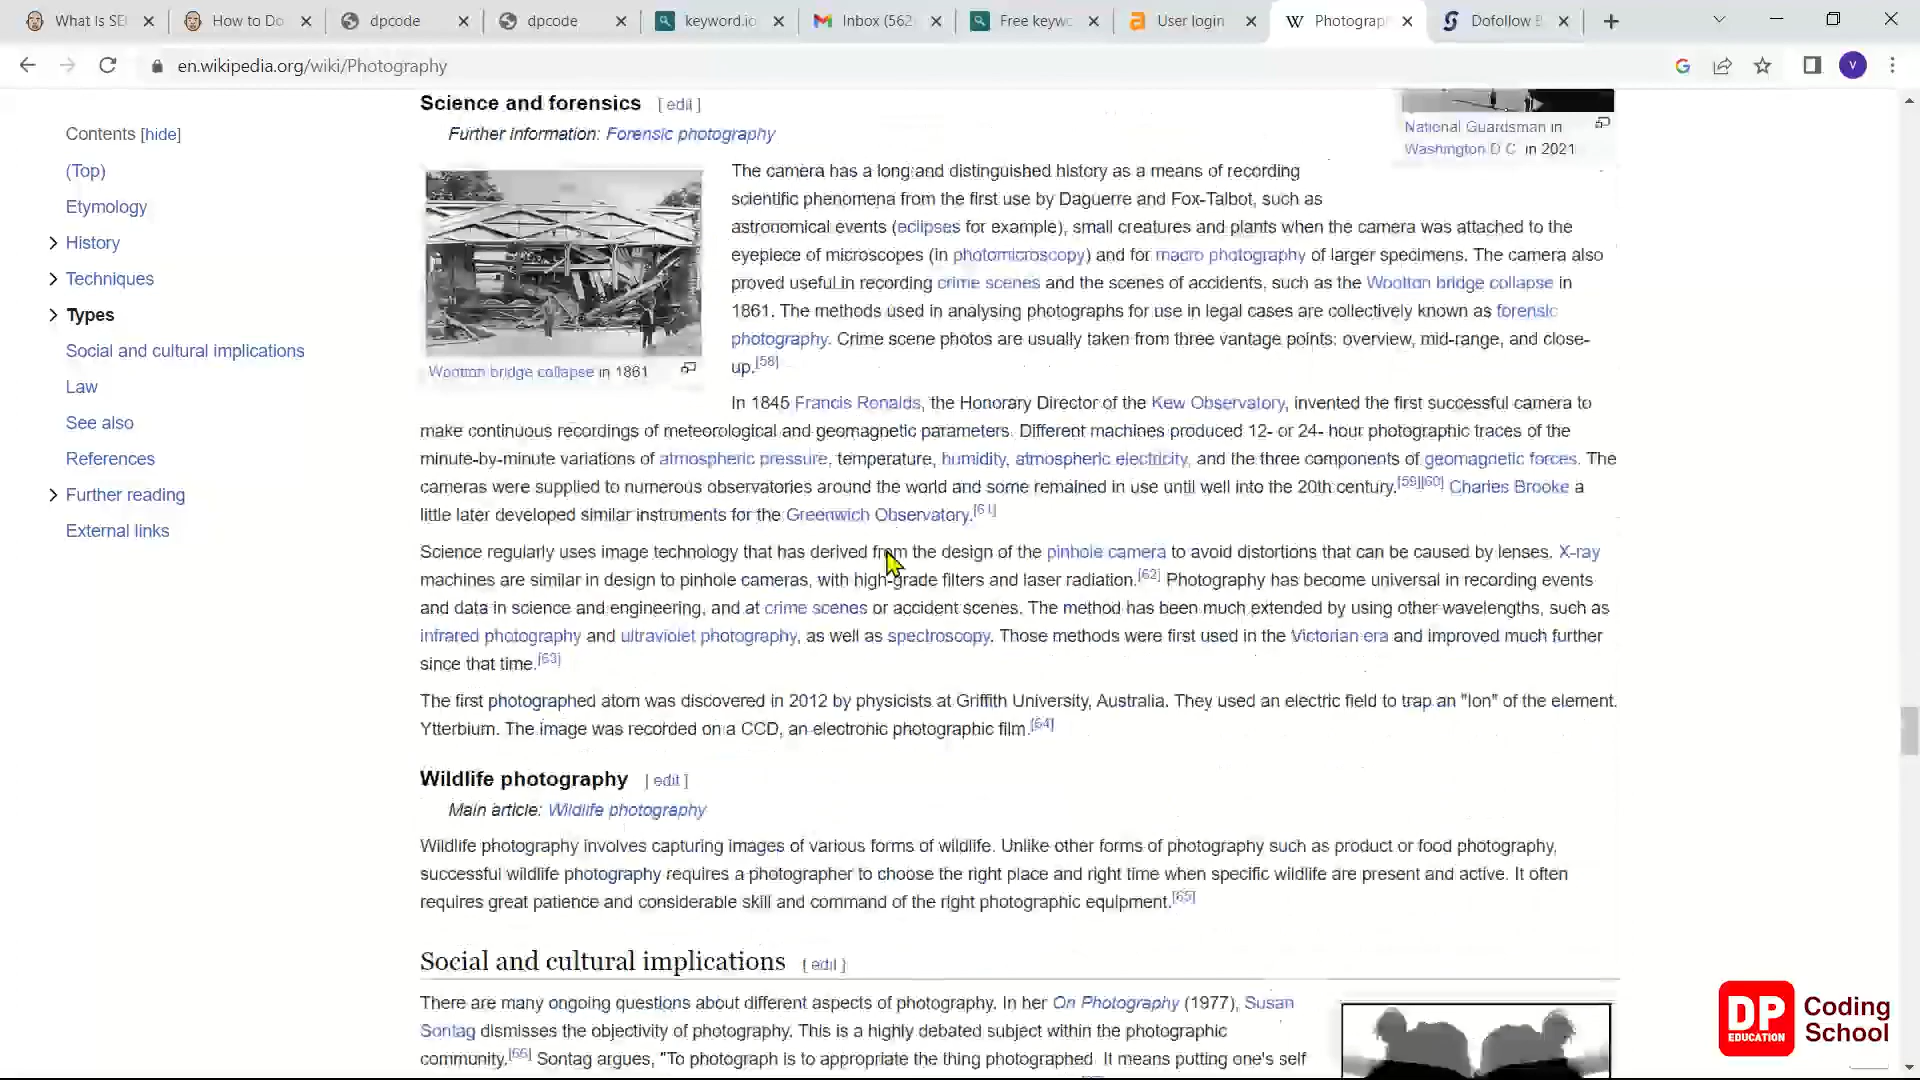 What Is SE
How to Do
dpcode
dpcode
keyword.io
Inbox (562
Free keywo
User login
Photograp
Dofollow B
en.wikipedia.org/wiki/Photography
V
Contents [hide]
(Top)
Etymology
History
Techniques
Types
Social and cultural implications
Law
See also
References
Further reading
External links
Science and forensics [ edit ]
Further information: Forensic photography
National Guardsman in
Washington D C in 2021
Wootton bridge collapse in 1861
The camera has a long and distinguished history as a means of recording
scientific phenomena from the first use by Daguerre and Fox-Talbot, such as
astronomical events (eclipses for example), small creatures and plants when the camera was attached to the
eyepiece of microscopes (in photomicroscopy) and for macro photography of larger specimens. The camera also
proved useful in recording crime scenes and the scenes of accidents, such as the Wootton bridge collapse in
1861. The methods used in analysing photographs for use in legal cases are collectively known as forensic
photography. Crime scene photos are usually taken from three vantage points: overview, mid-range, and close-
up.[58]
In 1845 Francis Ronalds, the Honorary Director of the Kew Observatory, invented the first successful camera to
make continuous recordings of meteorological and geomagnetic parameters. Different machines produced 12- or 24- hour photographic traces of the
minute-by-minute variations of atmospheric pressure, temperature, humidity, atmospheric electricity, and the three components of geomagnetic forces. The
cameras were supplied to numerous observatories around the world and some remained in use until well into the 20th century.[59][60] Charles Brooke a
little later developed similar instruments for the Greenwich Observatory.[61]
Science regularly uses image technology that has derived from the design of the pinhole camera to avoid distortions that can be caused by lenses. X-ray
machines are similar in design to pinhole cameras, with high-grade filters and laser radiation.[62] Photography has become universal in recording events
and data in science and engineering, and at crime scenes or accident scenes. The method has been much extended by using other wavelengths, such as
infrared photography and ultraviolet photography, as well as spectroscopy. Those methods were first used in the Victorian era and improved much further
since that time.[63]
The first photographed atom was discovered in 2012 by physicists at Griffith University, Australia. They used an electric field to trap an "Ion" of the element.
Ytterbium. The image was recorded on a CCD, an electronic photographic film.[64]
Wildlife photography [ edit ]
Main article: Wildlife photography
Wildlife photography involves capturing images of various forms of wildlife. Unlike other forms of photography such as product or food photography,
successful wildlife photography requires a photographer to choose the right place and right time when specific wildlife are present and active. It often
requires great patience and considerable skill and command of the right photographic equipment.[65]
Social and cultural implications [ edit ]
There are many ongoing questions about different aspects of photography. In her On Photography (1977), Susan
Sontag dismisses the objectivity of photography. This is a highly debated subject within the photographic
community.[66] Sontag argues, "To photograph is to appropriate the thing photographed. It means putting one's self
DP
EDUCATION
Coding
School